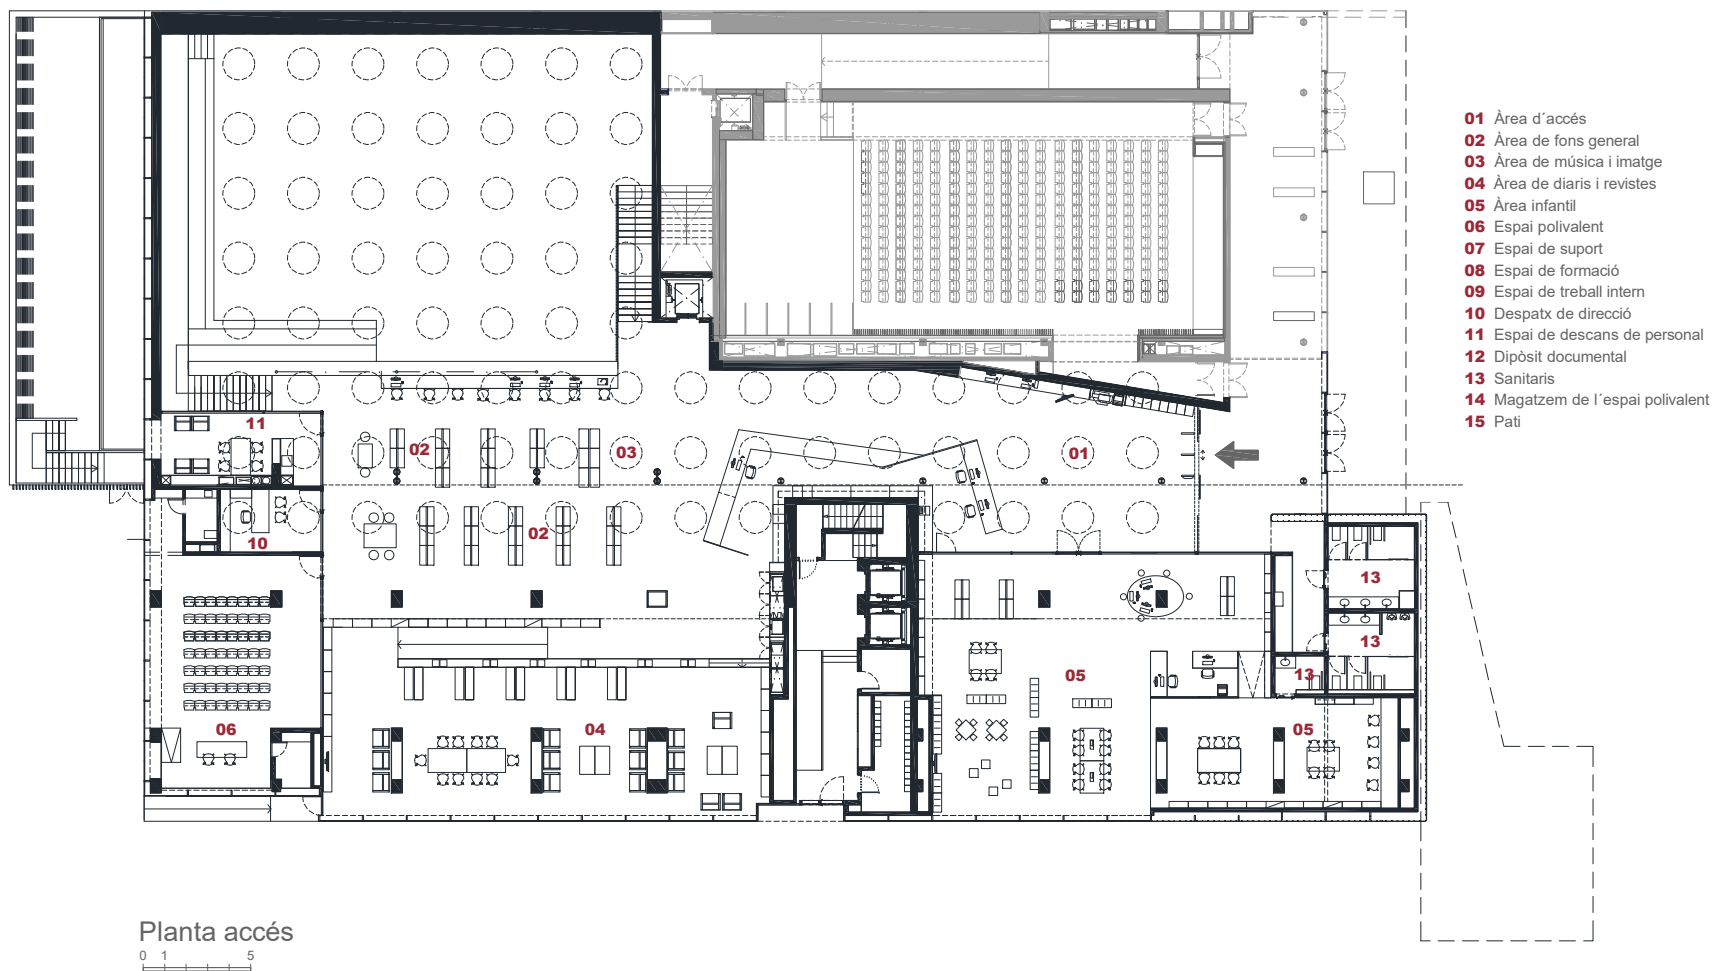 01 Àrea d´accés
02 Àrea de fons general
03 Àrea de música i imatge
04 Àrea de diaris i revistes
05 Àrea infantil
06 Espai polivalent
07 Espai de suport
08 Espai de formació
09 Espai de treball intern
10 Despatx de direcció
11 Espai de descans de personal
12 Dipòsit documental
13 Sanitaris
14 Magatzem de l´espai polivalent
15 Pati
11
02
03
01
10
02
13
13
13
05
06
04
05
Planta accés
0 1 5